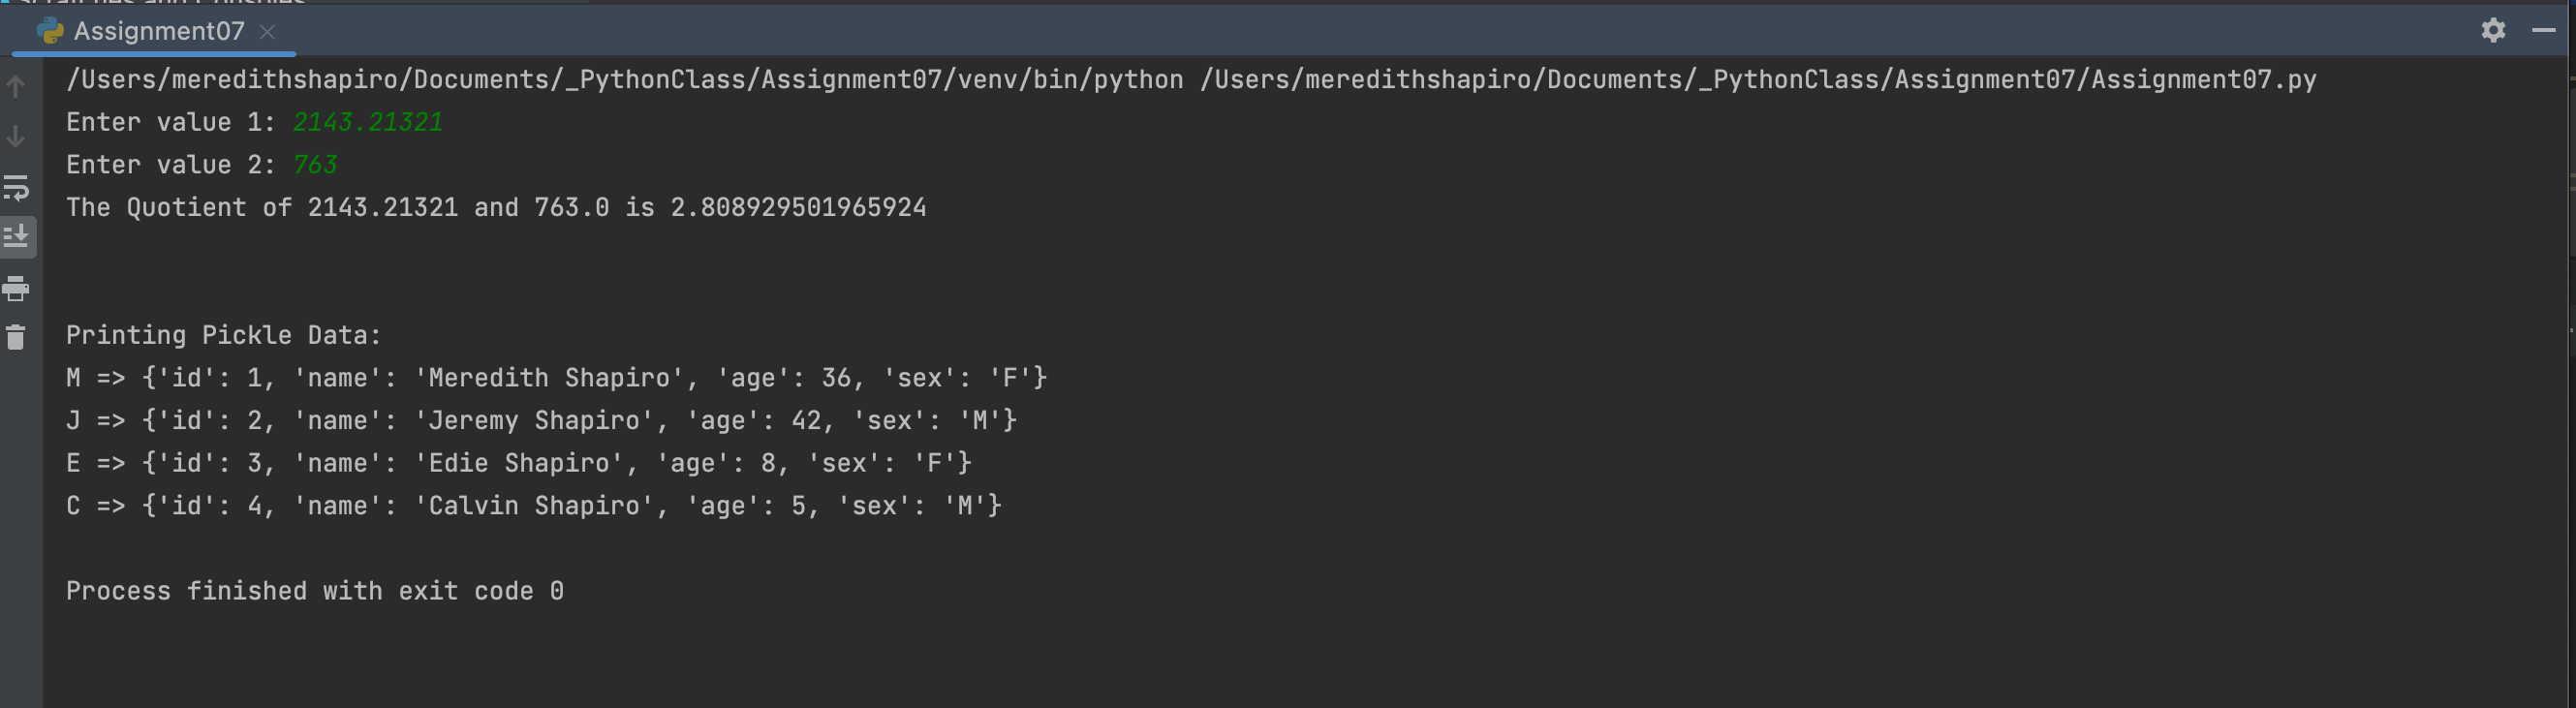 Scratches and Consoles
Assignment07
/Users/meredithshapiro/Documents/_PythonClass/Assignment07/venv/bin/python /Users/meredithshapiro/Documents/_PythonClass/Assignment07/Assignment07.py
Enter value 1: 2143.21321
Enter value 2: 763
The Quotient of 2143.21321 and 763.0 is 2.808929501965924
Printing Pickle Data:
M => {'id': 1, 'name': 'Meredith Shapiro', 'age': 36, 'sex': 'F'}
J => {'id': 2, 'name': 'Jeremy Shapiro', 'age': 42, 'sex': 'M'}
E => {'id': 3, 'name': 'Edie Shapiro', 'age': 8, 'sex': 'F'}
C => {'id': 4, 'name': 'Calvin Shapiro', 'age': 5, 'sex': 'M'}
Process finished with exit code 0